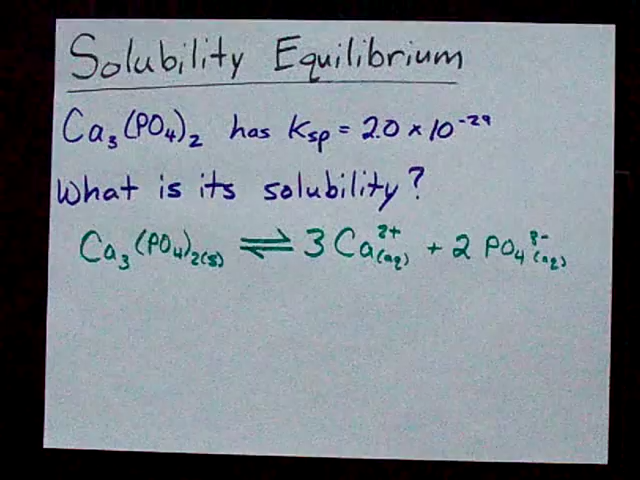 Solubility Equilibrium
Ca₃(PO₄)₂ has Ksp = 2.0 × 10⁻²⁹
What is its solubility?
Ca₃(PO₄)₂(s) ⇌ 3 Ca²⁺(aq) + 2 PO₄³⁻(aq)